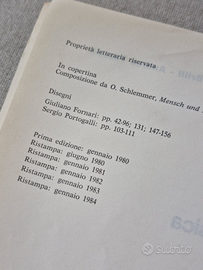 Proprietà letteraria riservata
In copertina
Composizione da O. Schlemmer, Mensch und
Disegni
Giuliano Fornari: pp. 42-96; 131; 147-156
Sergio Portogalli: pp. 103-111
Prima edizione: gennaio 1980
Ristampa: giugno 1980
Ristampa: gennaio 1981
Ristampa: gennaio 1982
Ristampa: gennaio 1983
Ristampa: gennaio 1984
subito